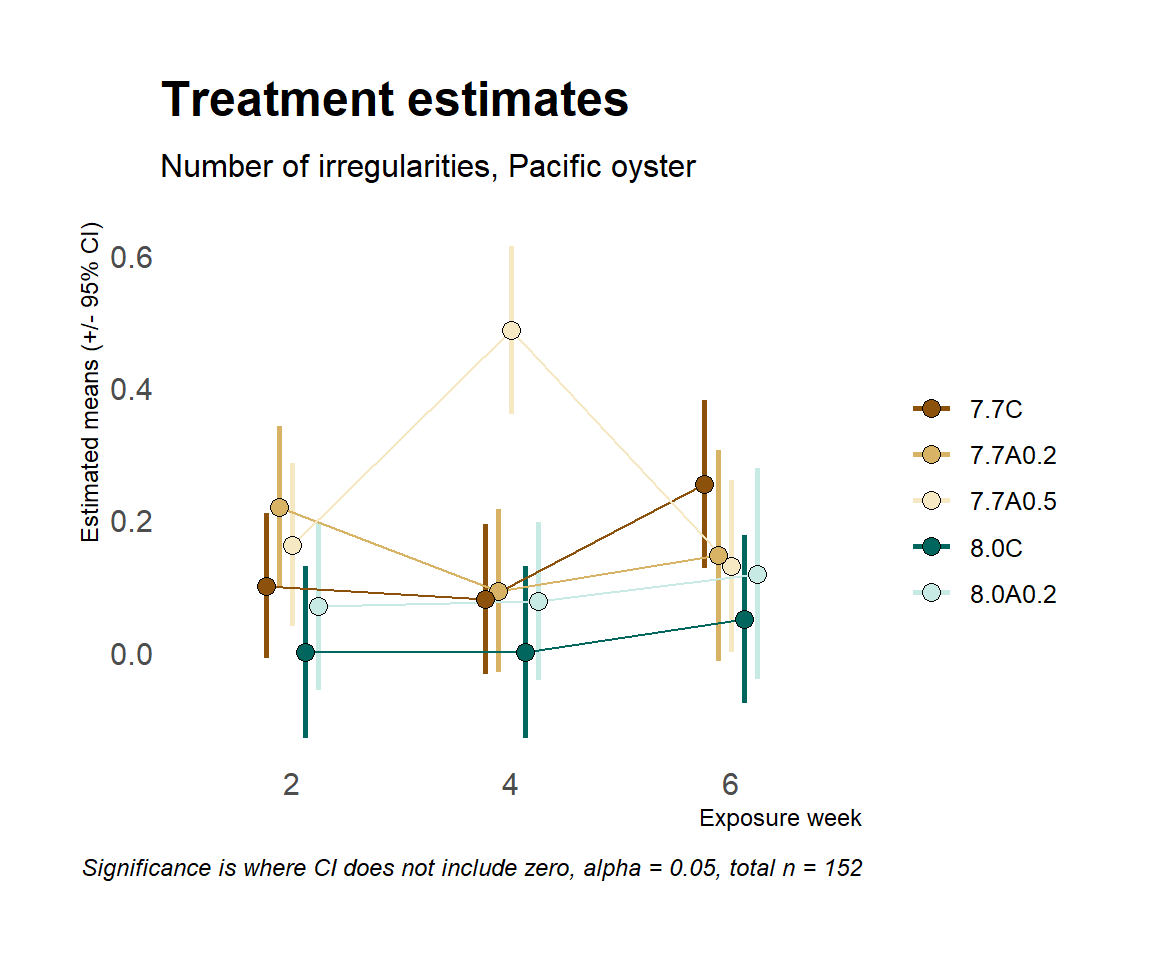 Treatment estimates
Number of irregularities, Pacific oyster
Estimated means (+/- 95% CI)
0.6
0.4
0.2
0.0
2 4 6
Exposure week
7.7C
7.7A0.2
7.7A0.5
8.0C
8.0A0.2
Significance is where CI does not include zero, alpha = 0.05, total n = 152